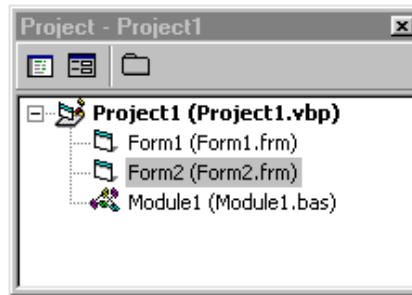 Project - Project1
Project1 (Project1.vbp)
Form1 (Form1.frm)
Form2 (Form2.frm)
Module1 (Module1.bas)